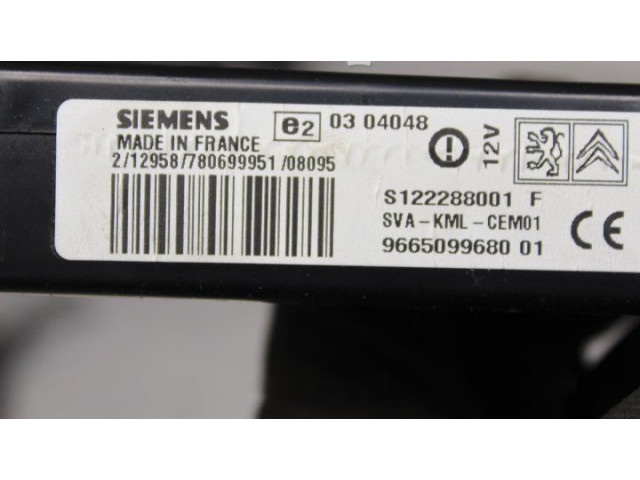 SIEMENS
e2 03 04048
MADE IN FRANCE
2/12958/780699951 /08095
12V
S122288001 F
SVA-KML-CEM01
9665099680 01
CE